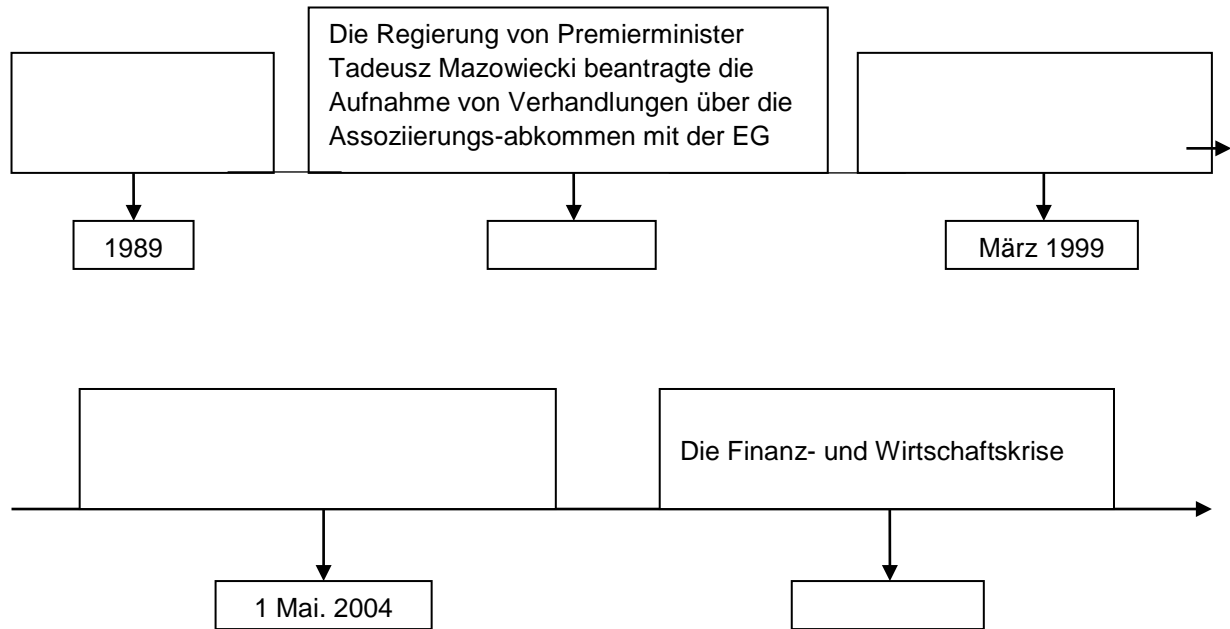 Die Regierung von Premierminister
Tadeusz Mazowiecki beantragte die
Aufnahme von Verhandlungen über die
Assoziierungs-abkommen mit der EG
1989
März 1999
Die Finanz- und Wirtschaftskrise
1 Mai. 2004